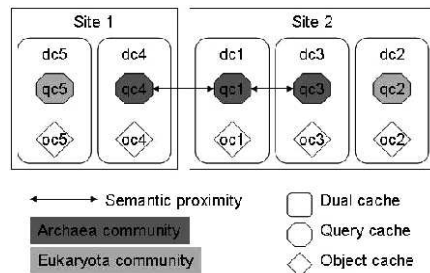 Site 1 Site 2
dc5 dc4 dc1 dc3 dc2
qc5 qc4 qc1 qc3 qc2
oc5 oc4 oc1 oc3 oc2
Semantic proximity
Archaea community
Eukaryota community
Dual cache
Query cache
Object cache